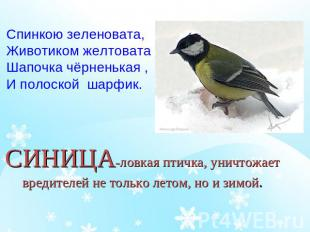 Спинкою зеленовата,
Животиком желтовата
Шапочка чёрненькая ,
И полоской шарфик.
СИНИЦА-ловкая птичка, уничтожает
вредителей не только летом, но и зимой.